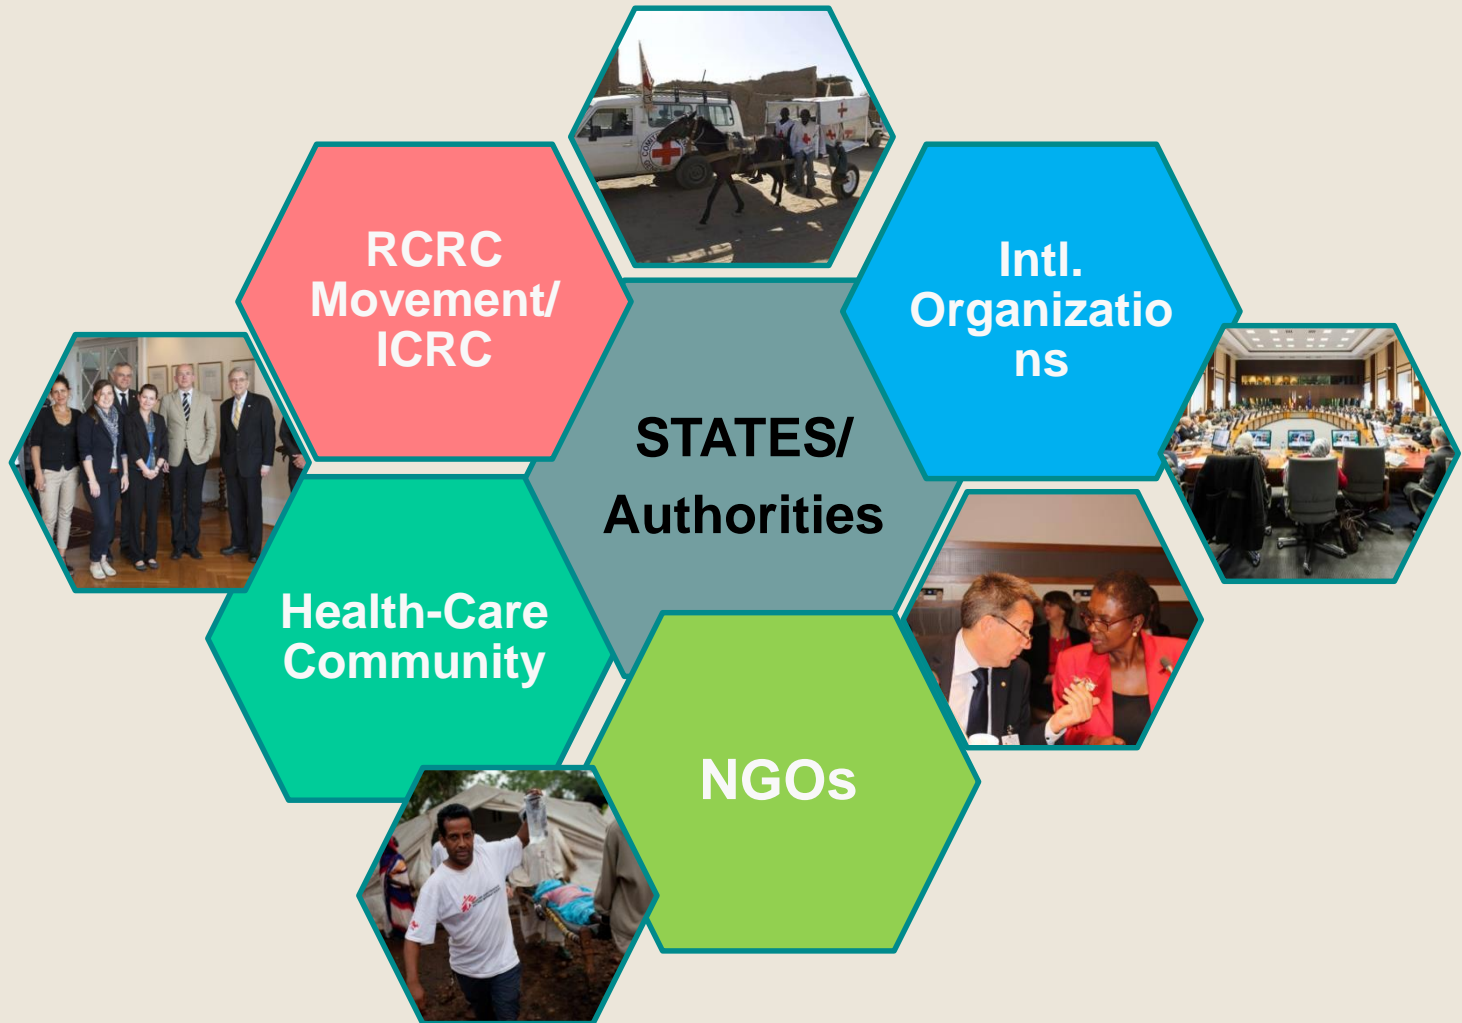 RCRC
Movement/
ICRC
Intl.
Organizatio
ns
STATES/
Authorities
Health-Care
Community
NGOs